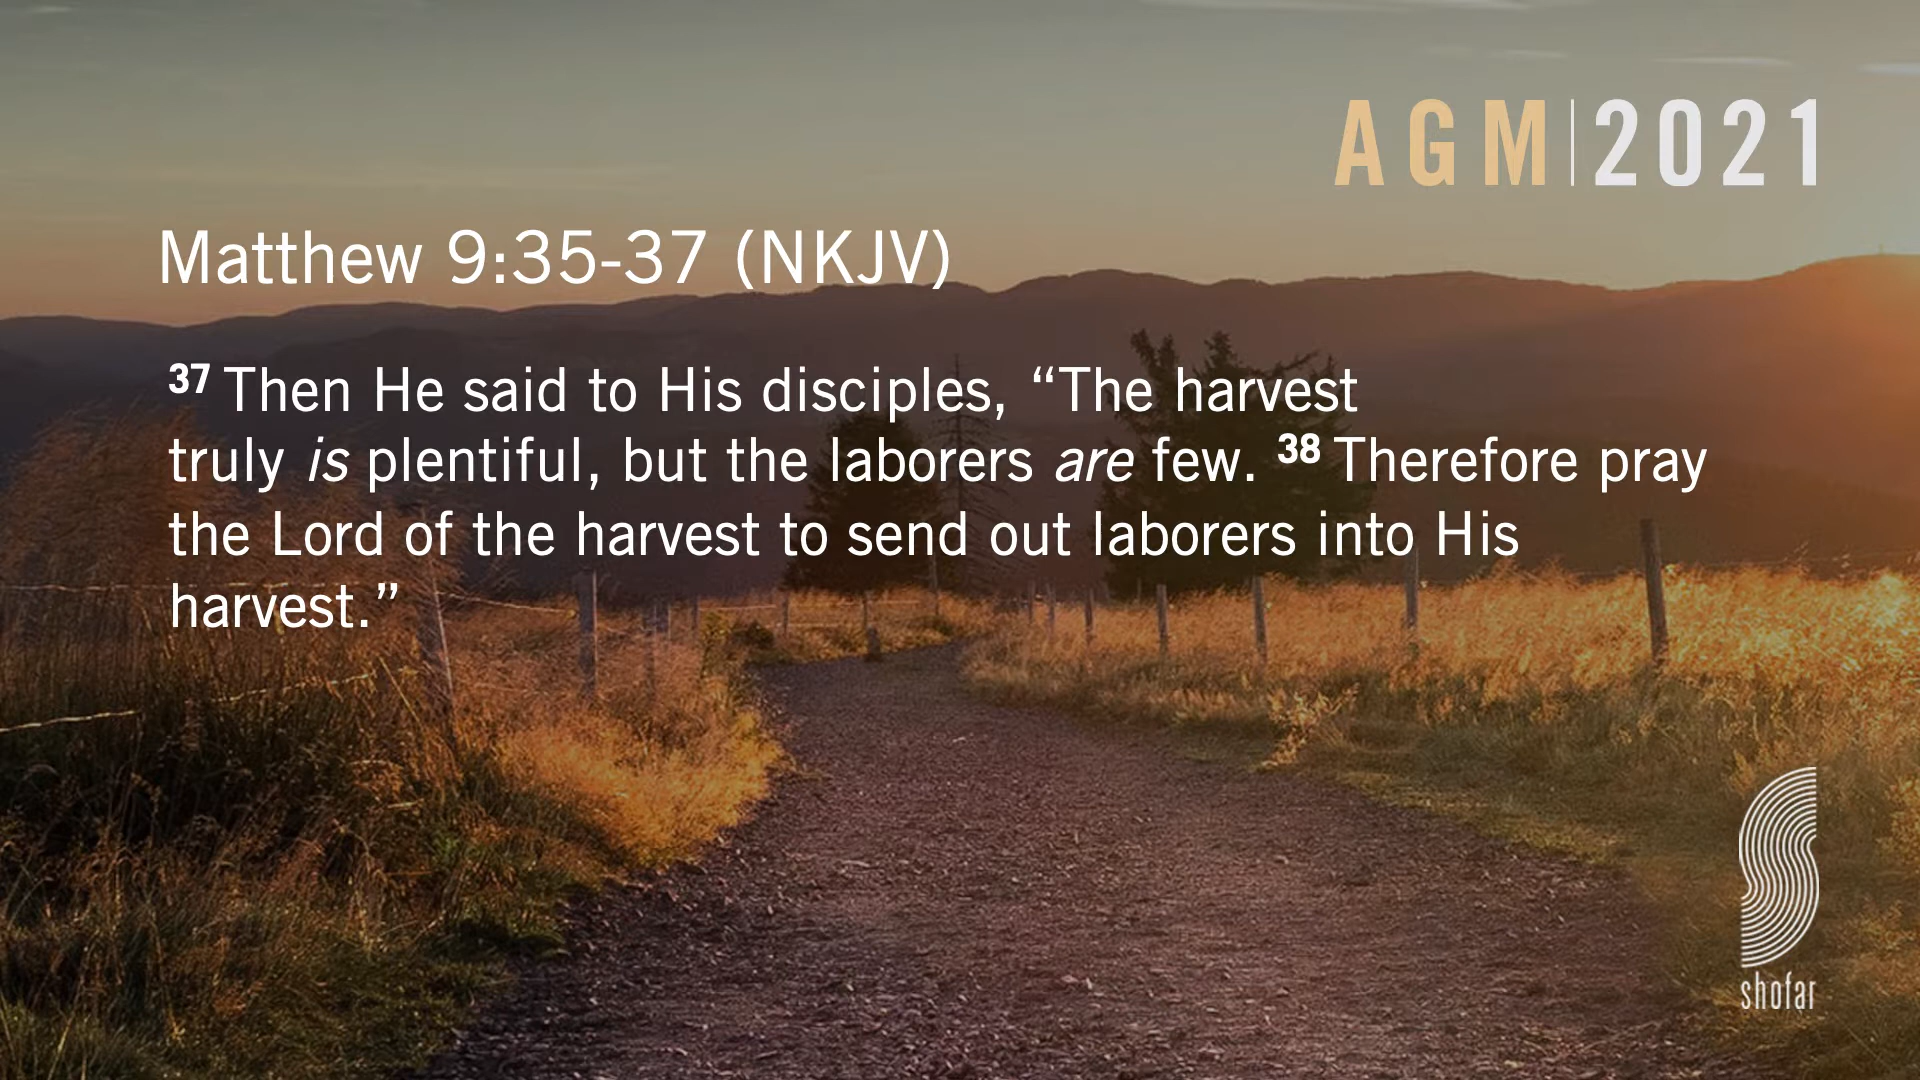 AGM|2021
Matthew 9:35-37 (NKJV)
37 Then He said to His disciples, “The harvest
truly is plentiful, but the laborers are few. 38 Therefore pray
the Lord of the harvest to send out laborers into His
harvest.”
shofar